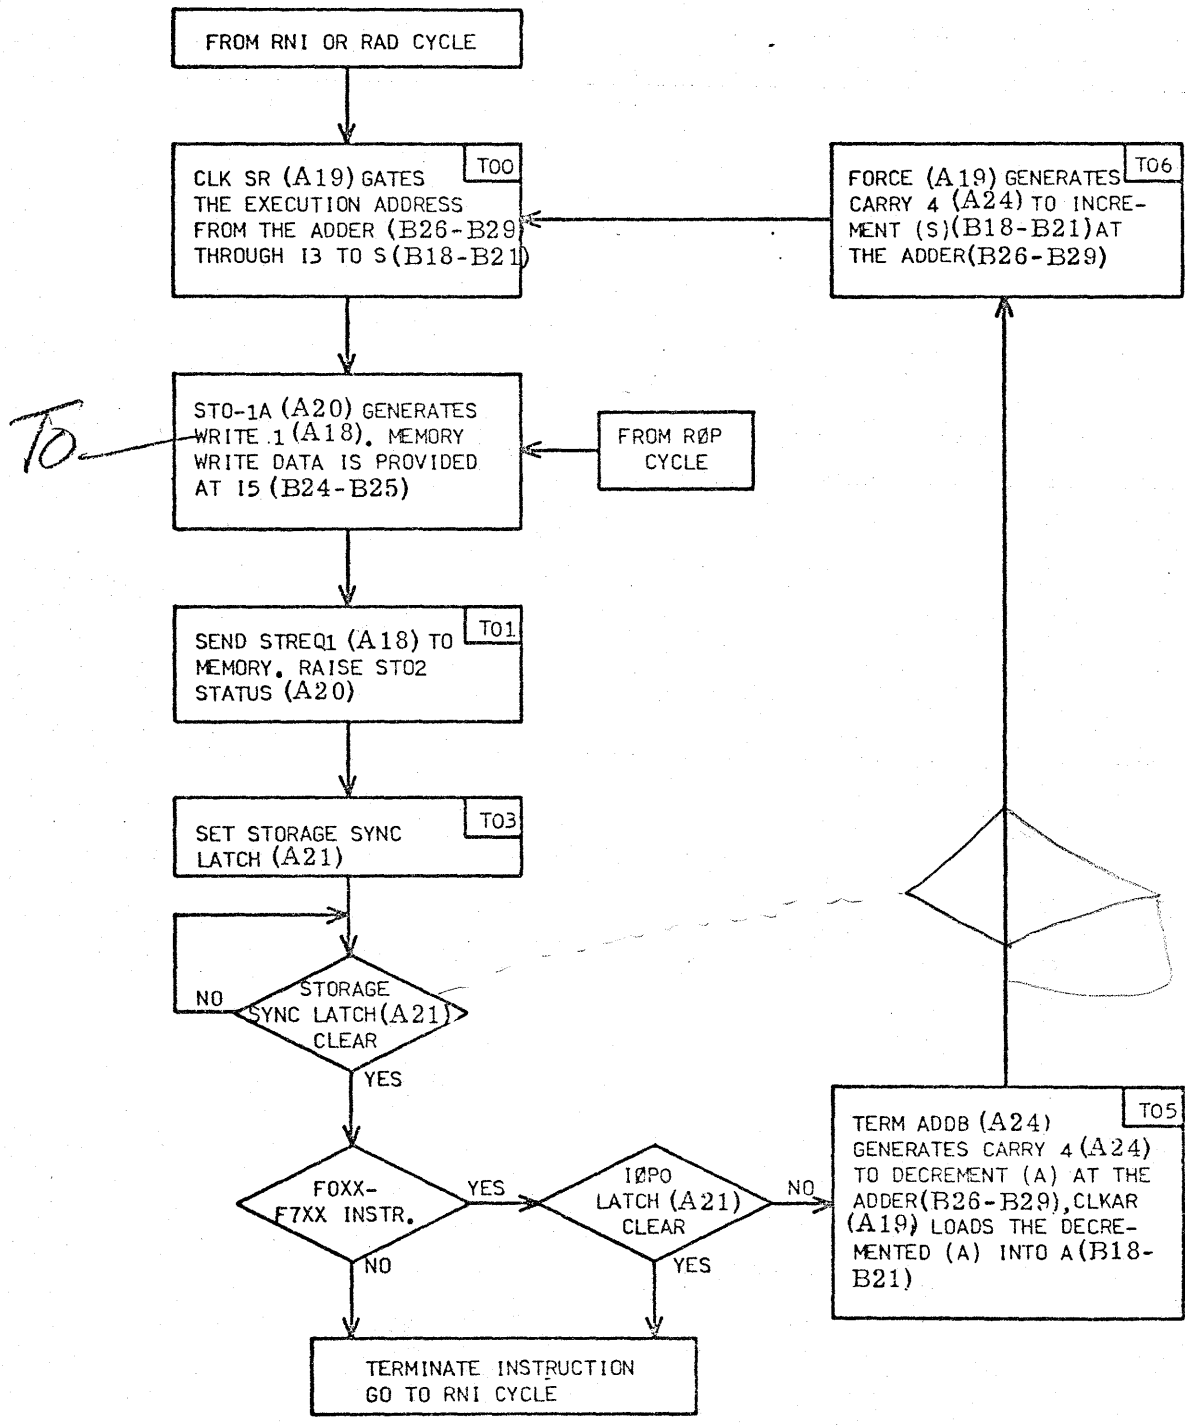 FROM RNI OR RAD CYCLE
T00
CLK SR (A19) GATES
THE EXECUTION ADDRESS
FROM THE ADDER (B26-B29)
THROUGH I3 TO S(B18-B21)
T06
FORCE (A19) GENERATES
CARRY 4 (A24) TO INCRE-
MENT (S)(B18-B21)AT
THE ADDER(B26-B29)
To
STO-1A (A20) GENERATES
WRITE 1 (A18). MEMORY
WRITE DATA IS PROVIDED
AT I5 (B24-B25)
FROM RØP
CYCLE
T01
SEND STREQ1 (A18) TO
MEMORY. RAISE STO2
STATUS (A20)
T03
SET STORAGE SYNC
LATCH (A21)
NO
STORAGE
SYNC LATCH(A21)
CLEAR
YES
F0XX-
F7XX INSTR.
YES
NO
IØPO
LATCH (A21)
CLEAR
NO
YES
T05
TERM ADDB (A24)
GENERATES CARRY 4 (A24)
TO DECREMENT (A) AT THE
ADDER(B26-B29),CLKAR
(A19) LOADS THE DECRE-
MENTED (A) INTO A(B18-
B21)
TERMINATE INSTRUCTION
GO TO RNI CYCLE